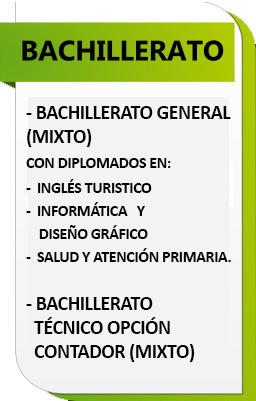 BACHILLERATO
- BACHILLERATO GENERAL
(MIXTO)
CON DIPLOMADOS EN:
- INGLÉS TURISTICO
- INFORMÁTICA Y
DISEÑO GRÁFICO
- SALUD Y ATENCIÓN PRIMARIA.
- BACHILLERATO
TÉCNICO OPCIÓN
CONTADOR (MIXTO)